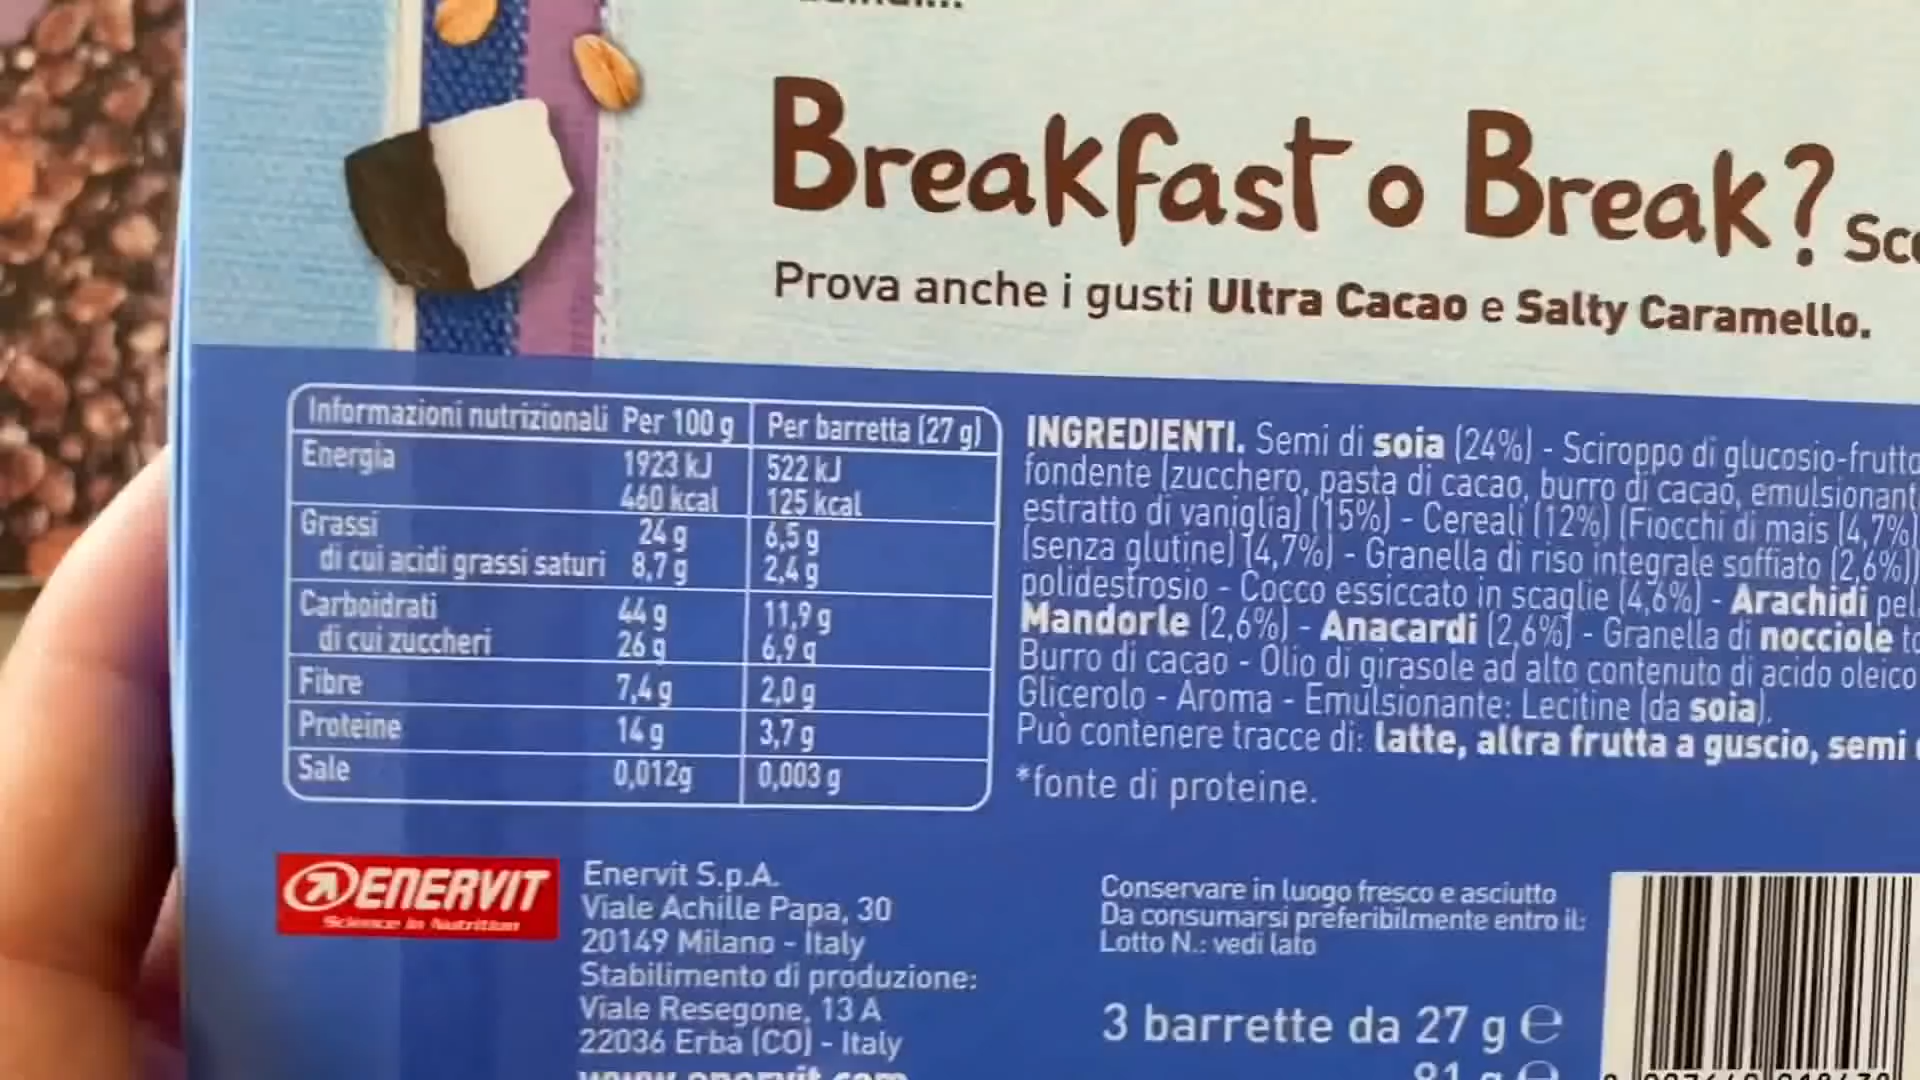 Breakfast o Break?
Prova anche i gusti Ultra Cacao e Salty Caramello.
Informazioni nutrizionali Per 100 g Per barretta (27 g)
Energia 1923 kJ 522 kJ
460 kcal 125 kcal
Grassi 24 g 6,5 g
di cui acidi grassi saturi 8,7 g 2,4 g
Carboidrati 44 g 11,9 g
di cui zuccheri 26 g 6,9 g
Fibre 7,4 g 2,0 g
Proteine 14 g 3,7 g
Sale 0,012g 0,003 g
INGREDIENTI. Semi di soia (24%) - Sciroppo di glucosio-frutto
fondente (zucchero, pasta di cacao, burro di cacao, emulsionant
estratto di vaniglia) (15%) - Cereali (12%) (Fiocchi di mais (4,7%)
(senza glutine) (4,7%) - Granella di riso integrale soffiato (2,6%))
polidestrosio - Cocco essiccato in scaglie (4,6%) - Arachidi pel
Mandorle (2,6%) - Anacardi (2,6%) - Granella di nocciole to
Burro di cacao - Olio di girasole ad alto contenuto di acido oleico
Glicerolo - Aroma - Emulsionante: Lecitine (da soia).
Può contenere tracce di: latte, altra frutta a guscio, semi
*fonte di proteine.
ENERVIT
Science in Nutrition
Enervit S.p.A.
Viale Achille Papa, 30
20149 Milano - Italy
Stabilimento di produzione:
Viale Resegone, 13 A
22036 Erba (CO) - Italy
Conservare in luogo fresco e asciutto
Da consumarsi preferibilmente entro il:
Lotto N.: vedi lato
3 barrette da 27 g e